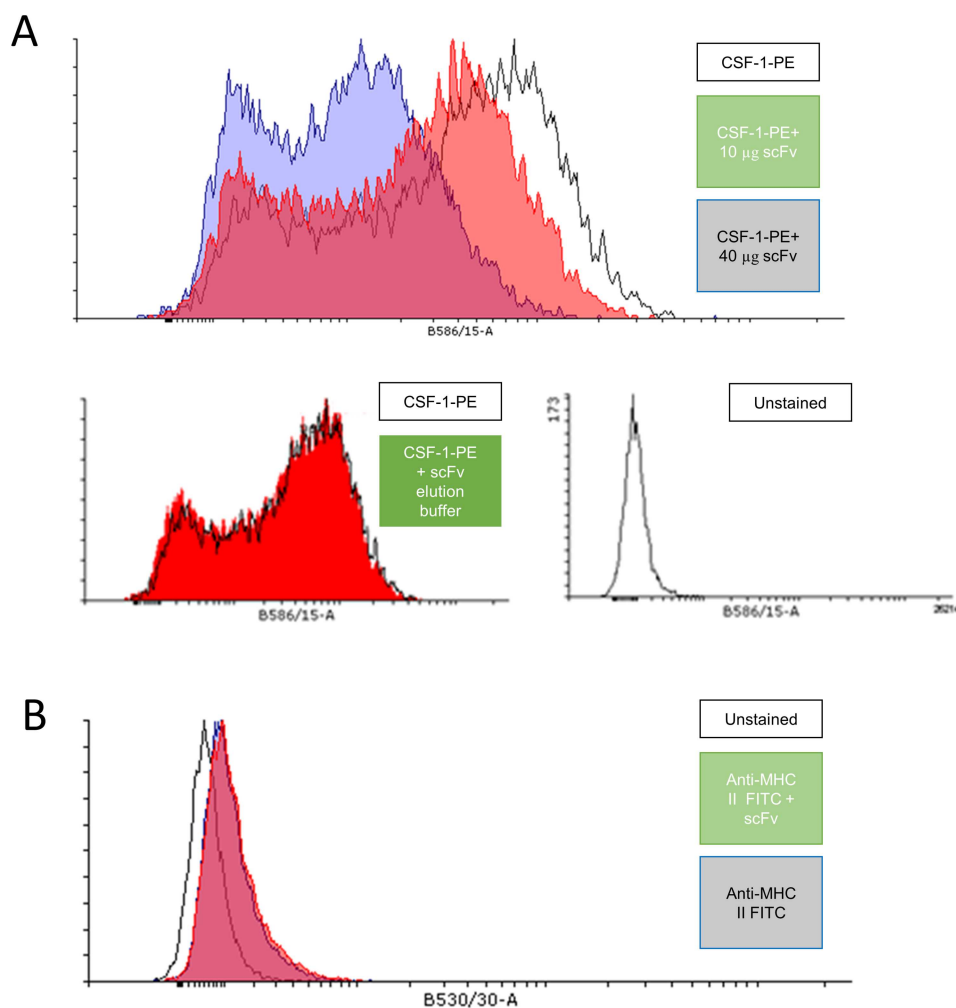 A
CSF-1-PE
CSF-1-PE+
10 µg scFv
CSF-1-PE+
40 µg scFv
B586/15-A
CSF-1-PE
CSF-1-PE
+ scFv
elution
buffer
B586/15-A
173
Unstained
B586/15-A
B
Unstained
Anti-MHC
II FITC +
scFv
Anti-MHC
II FITC
B530/30-A